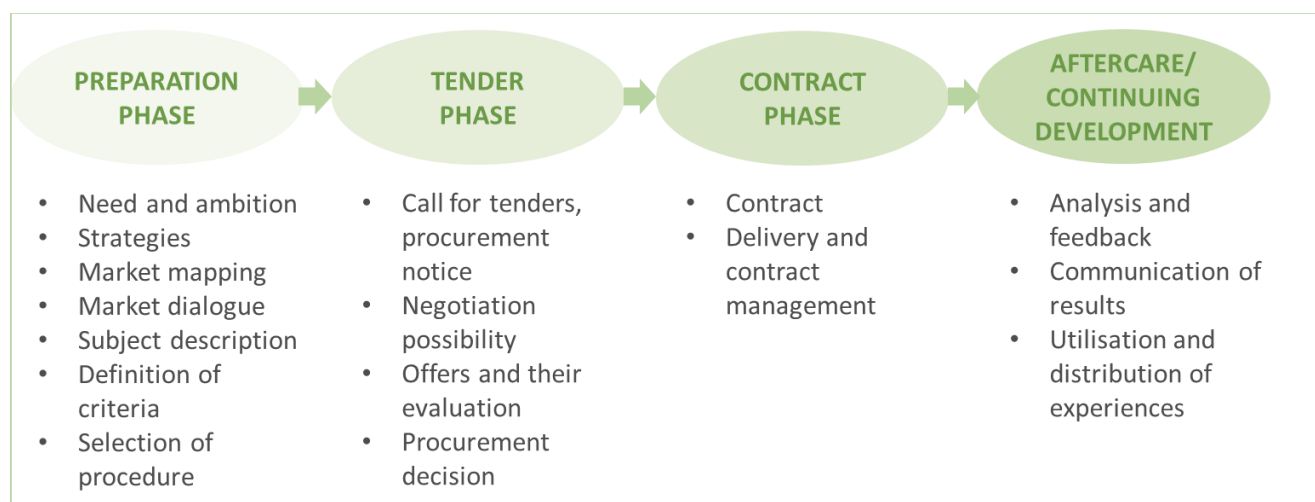 PREPARATION
PHASE
TENDER
PHASE
CONTRACT
PHASE
AFTERCARE/
CONTINUING
DEVELOPMENT
• Need and ambition
• Strategies
• Market mapping
• Market dialogue
• Subject description
• Definition of
criteria
• Selection of
procedure
• Call for tenders,
procurement
notice
• Negotiation
possibility
• Offers and their
evaluation
• Procurement
decision
• Contract
• Delivery and
contract
management
• Analysis and
feedback
• Communication of
results
• Utilisation and
distribution of
experiences